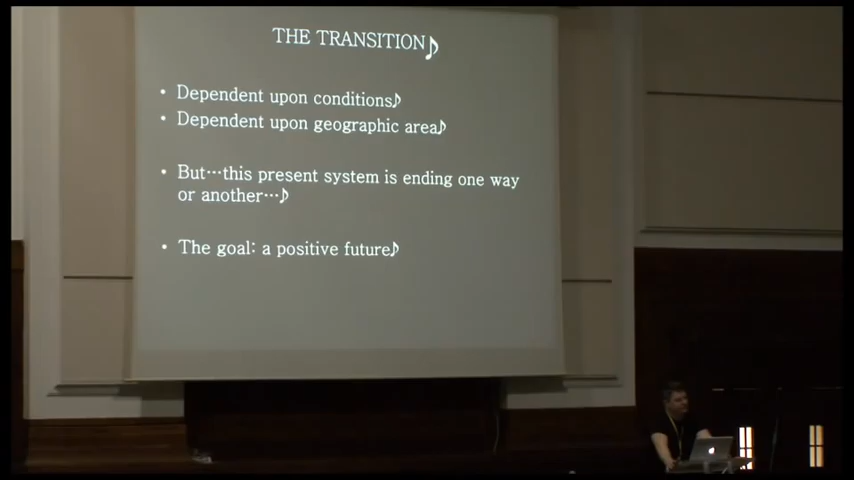 THE TRANSITION♪
• Dependent upon conditions♪
• Dependent upon geographic area♪
• But…this present system is ending one way
or another…♪
• The goal: a positive future♪